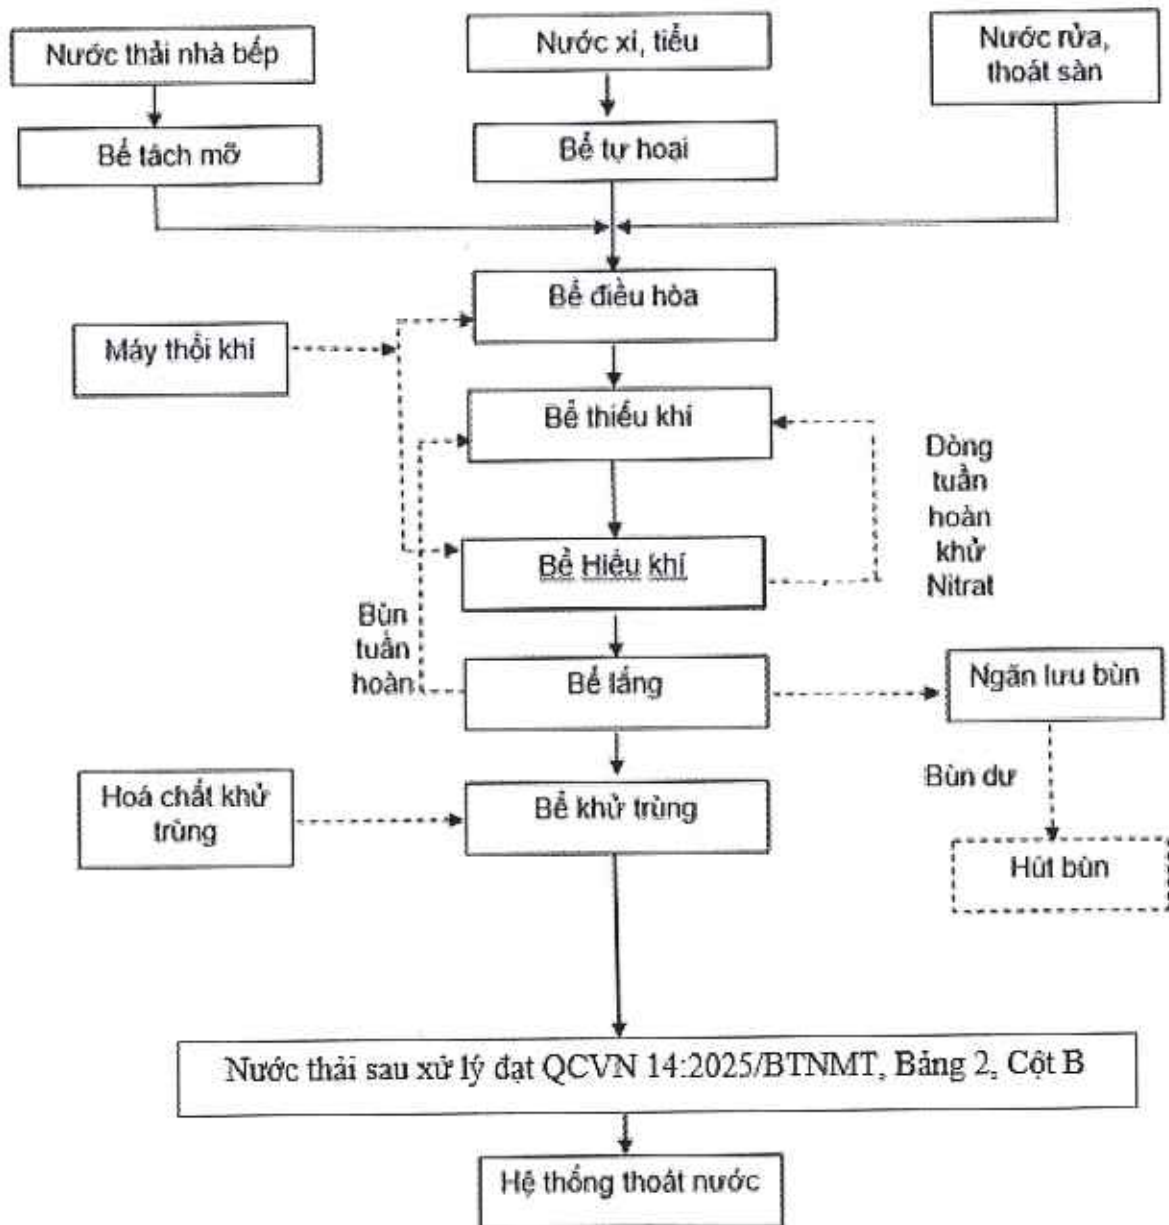 Nước thải nhà bếp
Nước xí, tiểu
Nước rửa,
thoát sàn
Bể tách mỡ
Bể tự hoại
Bể điều hòa
Máy thổi khí
Bể thiếu khí
Dòng
tuần
hoàn
khử
Nitrat
Bể Hiệu khí
Bùn
tuần
hoàn
Bể lắng
Ngăn lưu bùn
Bùn dư
Hoá chất khử
trùng
Bể khử trùng
Hút bùn
Nước thải sau xử lý đạt QCVN 14:2025/BTNMT, Bảng 2, Cột B
Hệ thống thoát nước